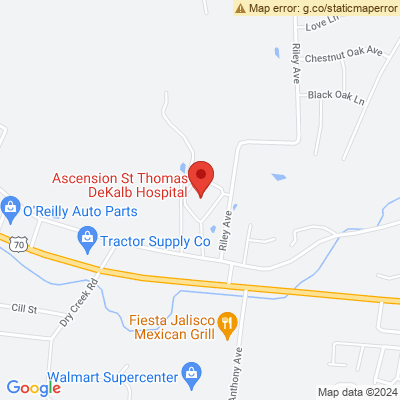 Map error: g.co/staticmaperror
Love Ln
Riley Ave
Chestnut Oak Ave
Black Oak Ln
Ascension St Thomas
DeKalb Hospital
O'Reilly Auto Parts
70
Tractor Supply Co
Riley Ave
Cill St
Dry Creek Rd
Fiesta Jalisco
Mexican Grill
Walmart Supercenter
Anthony Ave
Google
Map data ©2024